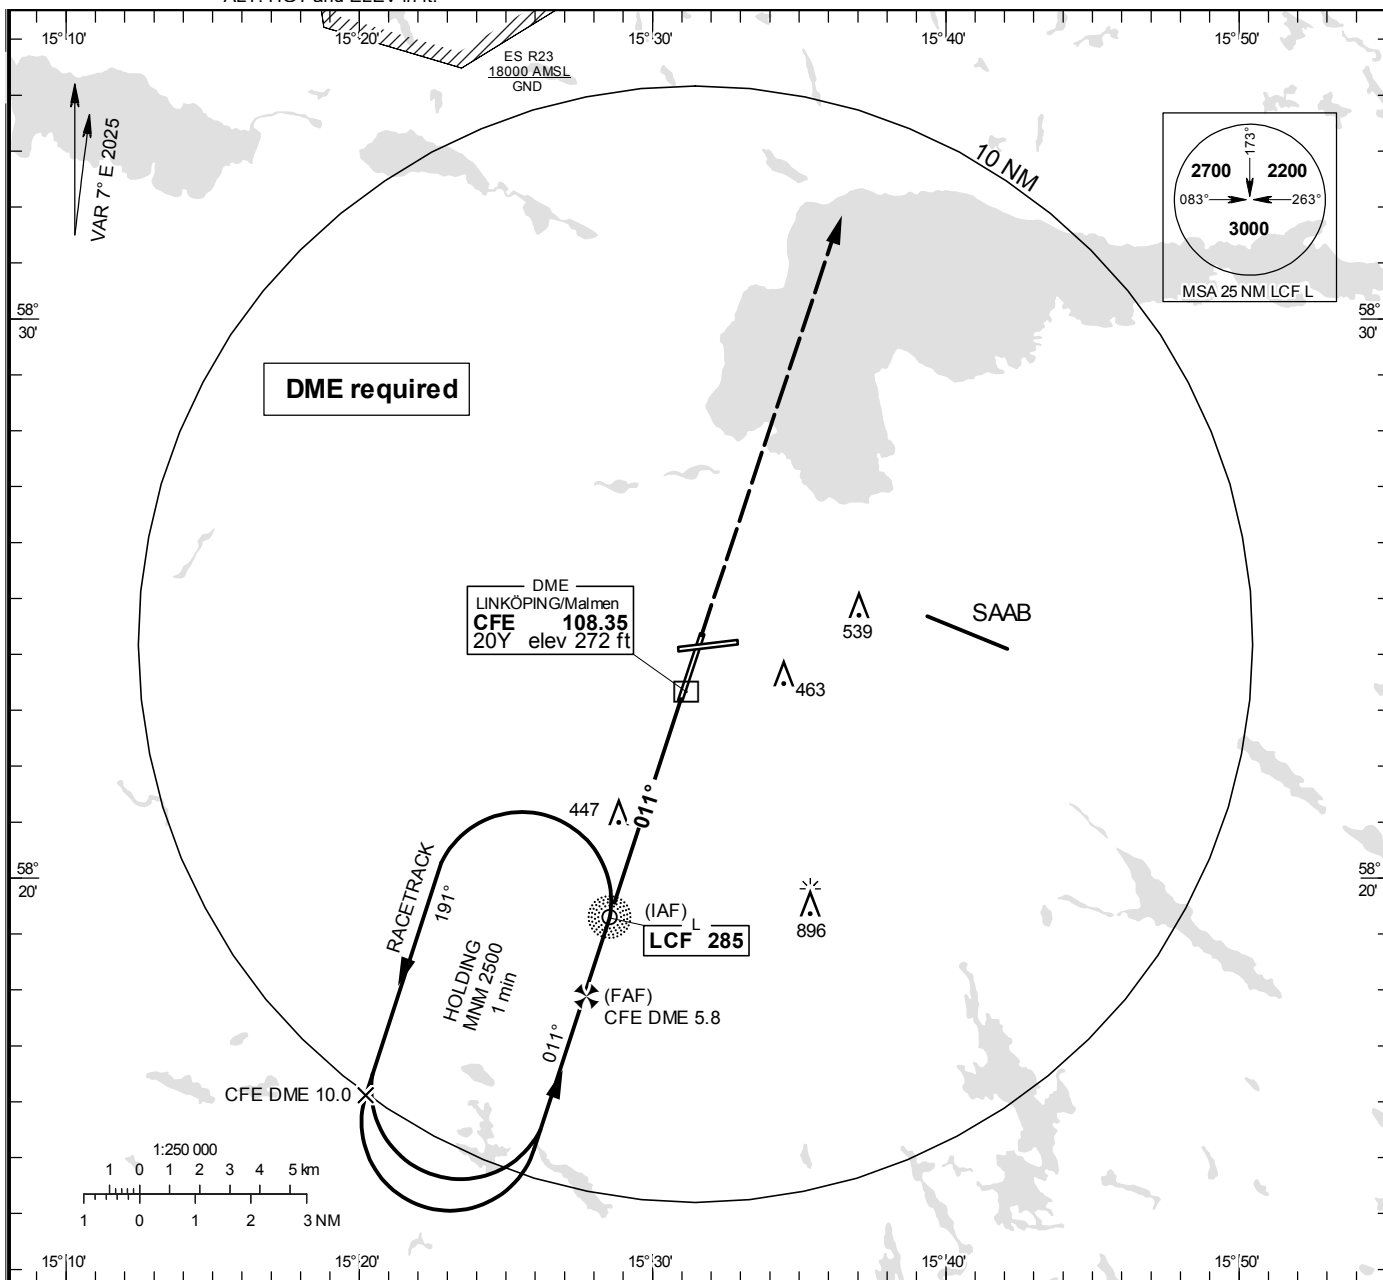 15°10'
15°20'
15°30'
15°40'
15°50'
ES R23
18000 AMSL
GND
VAR 7° E 2025
10 NM
173°
2700
2200
083°
263°
3000
MSA 25 NM LCF L
58°
30'
58°
30'
DME required
DME
LINKÖPING/Malmen
CFE 108.35
20Y elev 272 ft
539
SAAB
463
447
011°
RACETRACK
191°
58°
20'
58°
20'
(IAF)
L
LCF 285
896
HOLDING
MNM 2500
1 min
(FAF)
CFE DME 5.8
011°
CFE DME 10.0
1:250 000
1 0 1 2 3 4 5 km
1 0 1 2 3 NM
15°10'
15°20'
15°30'
15°40'
15°50'